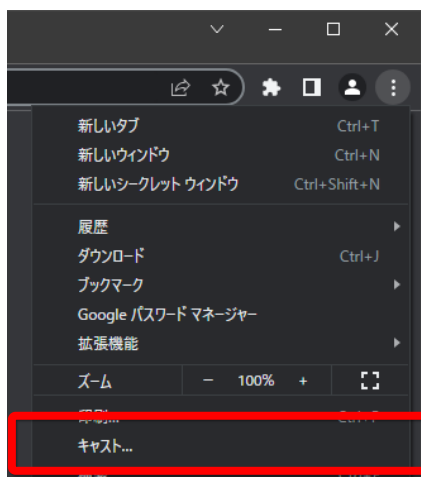 新しいタブ Ctrl+T
新しいウィンドウ Ctrl+N
新しいシークレット ウィンドウ Ctrl+Shift+N
履歴
ダウンロード Ctrl+J
ブックマーク
Google パスワード マネージャー
拡張機能
ズーム − 100% +
キャスト...